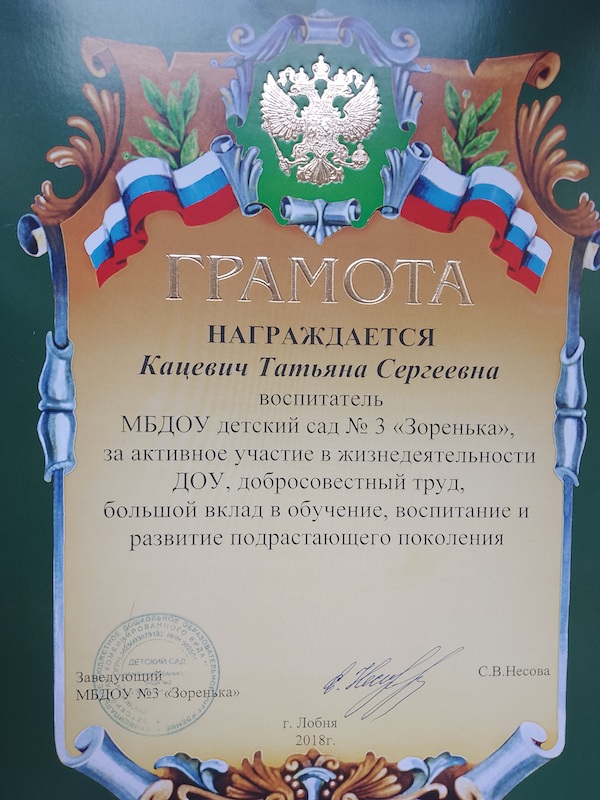 ГРАМОТА
НАГРАЖДАЕТСЯ
Кацевич Татьяна Сергеевна
воспитатель
МБДОУ детский сад № 3 «Зоренька»,
за активное участие в жизнедеятельности
ДОУ, добросовестный труд,
большой вклад в обучение, воспитание и
развитие подрастающего поколения
ДЕТСКИЙ САД
Заведующий
МБДОУ №3 «Зоренька»
С.В.Несова
г. Лобня
2018г.